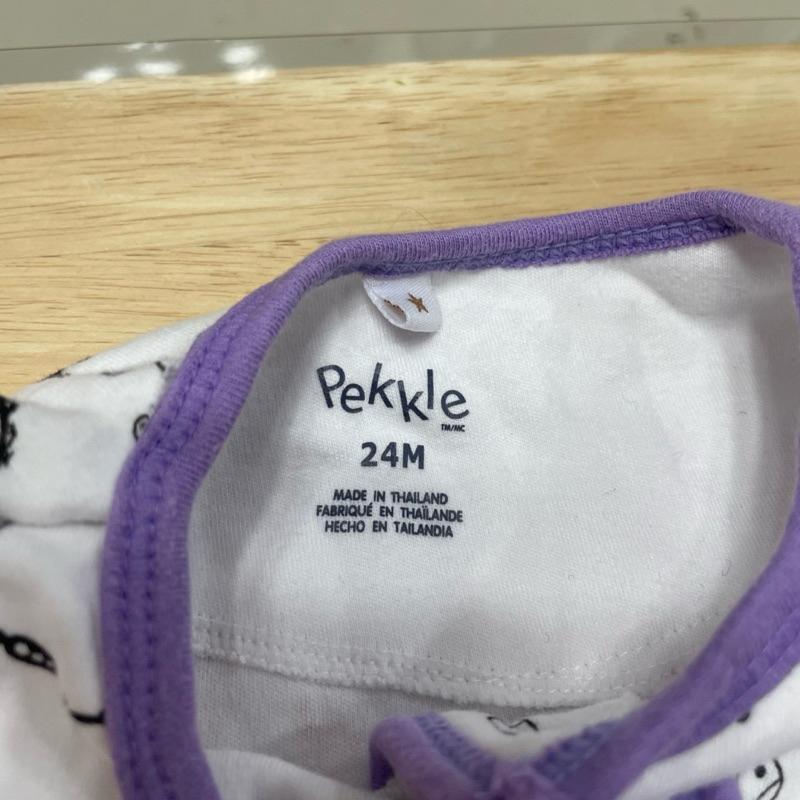 Pekkle
TM/MC
24M
MADE IN THAILAND
FABRIQUÉ EN THAÏLANDE
HECHO EN TAILANDIA